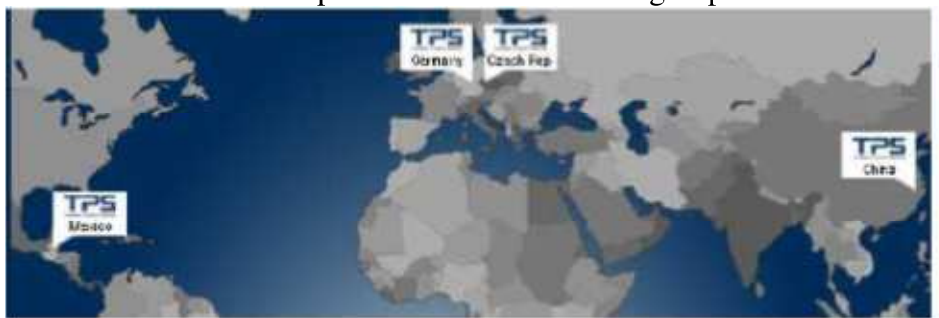 TPS
Germany
TPS
Czech Rep
TPS
China
TPS
Mexico